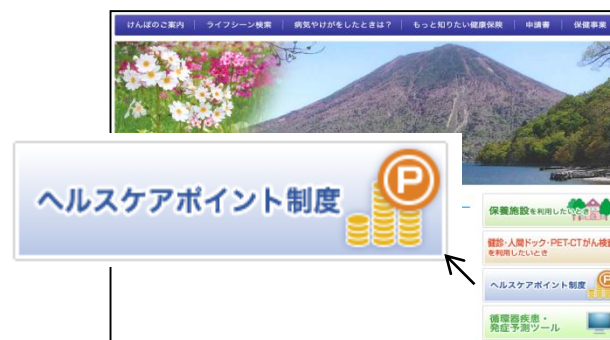 けんぽのご案内 ライフシーン検索 病気やけがをしたときは？ もっと知りたい健康保険 申請書 保健事業
ヘルスケアポイント制度
P
保養施設を利用したいとき
健診・人間ドック・PET-CTがん検
を利用したいとき
ヘルスケアポイント制度
P
循環器疾患・
発症予測ツール